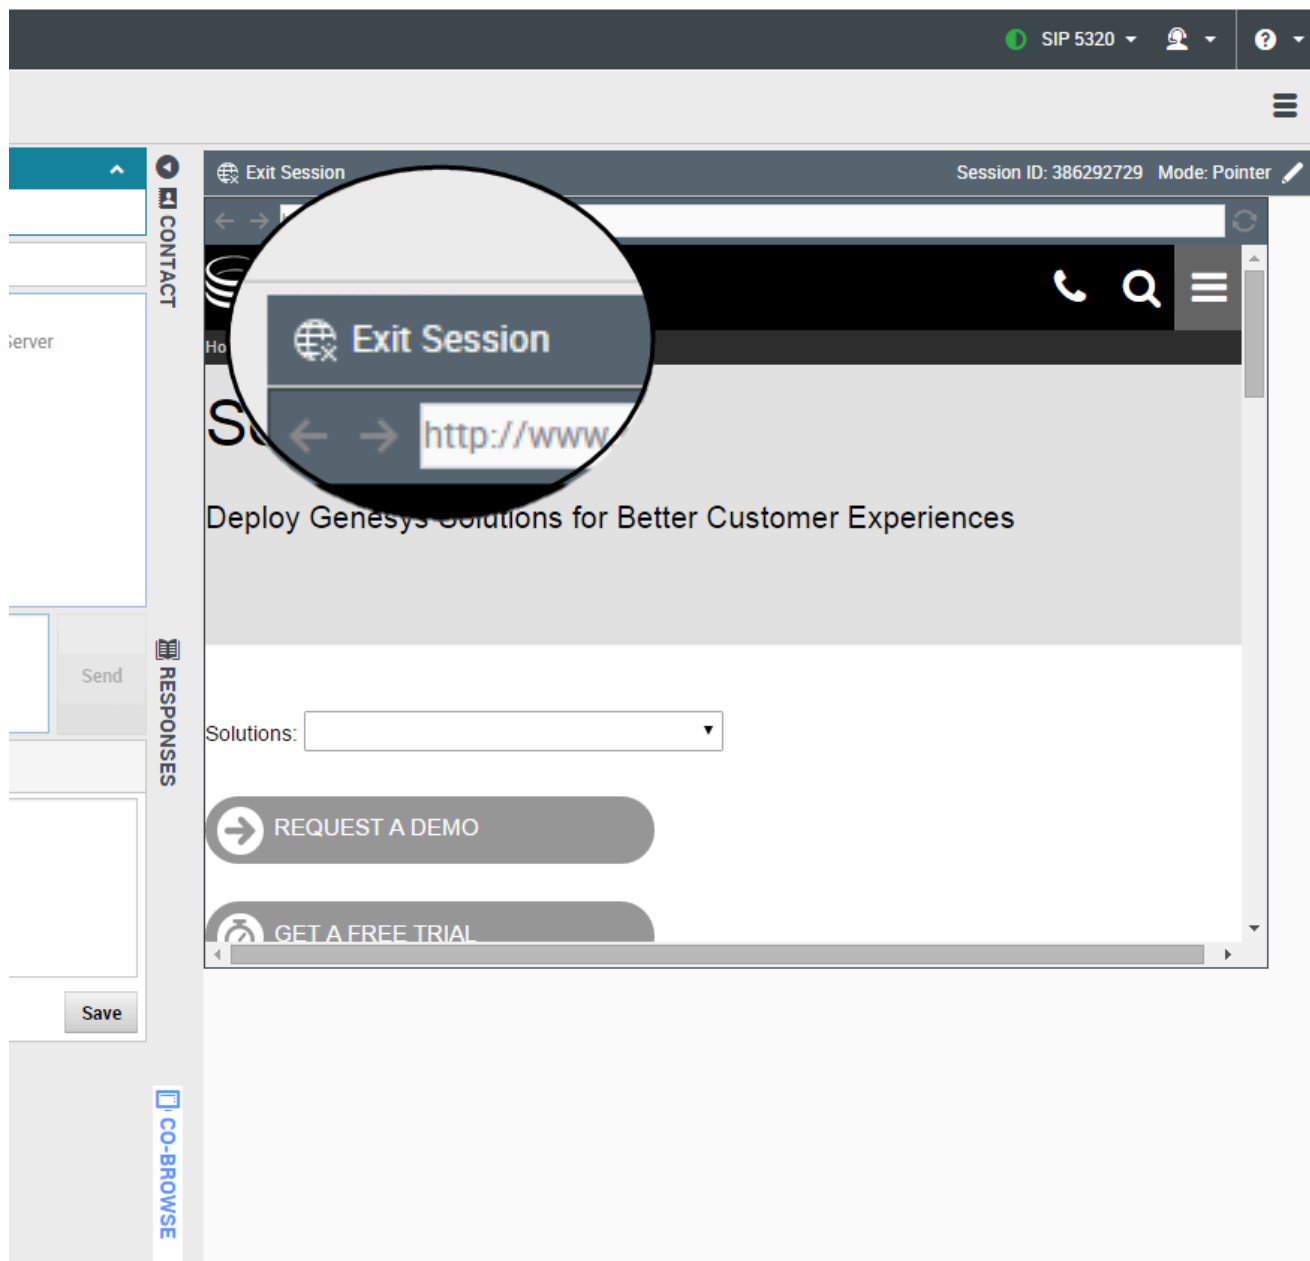 SIP 5320
Exit Session
Session ID: 386292729 Mode: Pointer
CONTACT
Server
Ho
Exit Session
http://www.
Deploy Genesys Solutions for Better Customer Experiences
Send
RESPONSES
Solutions:
REQUEST A DEMO
GET A FREE TRIAL
Save
CO-BROWSE